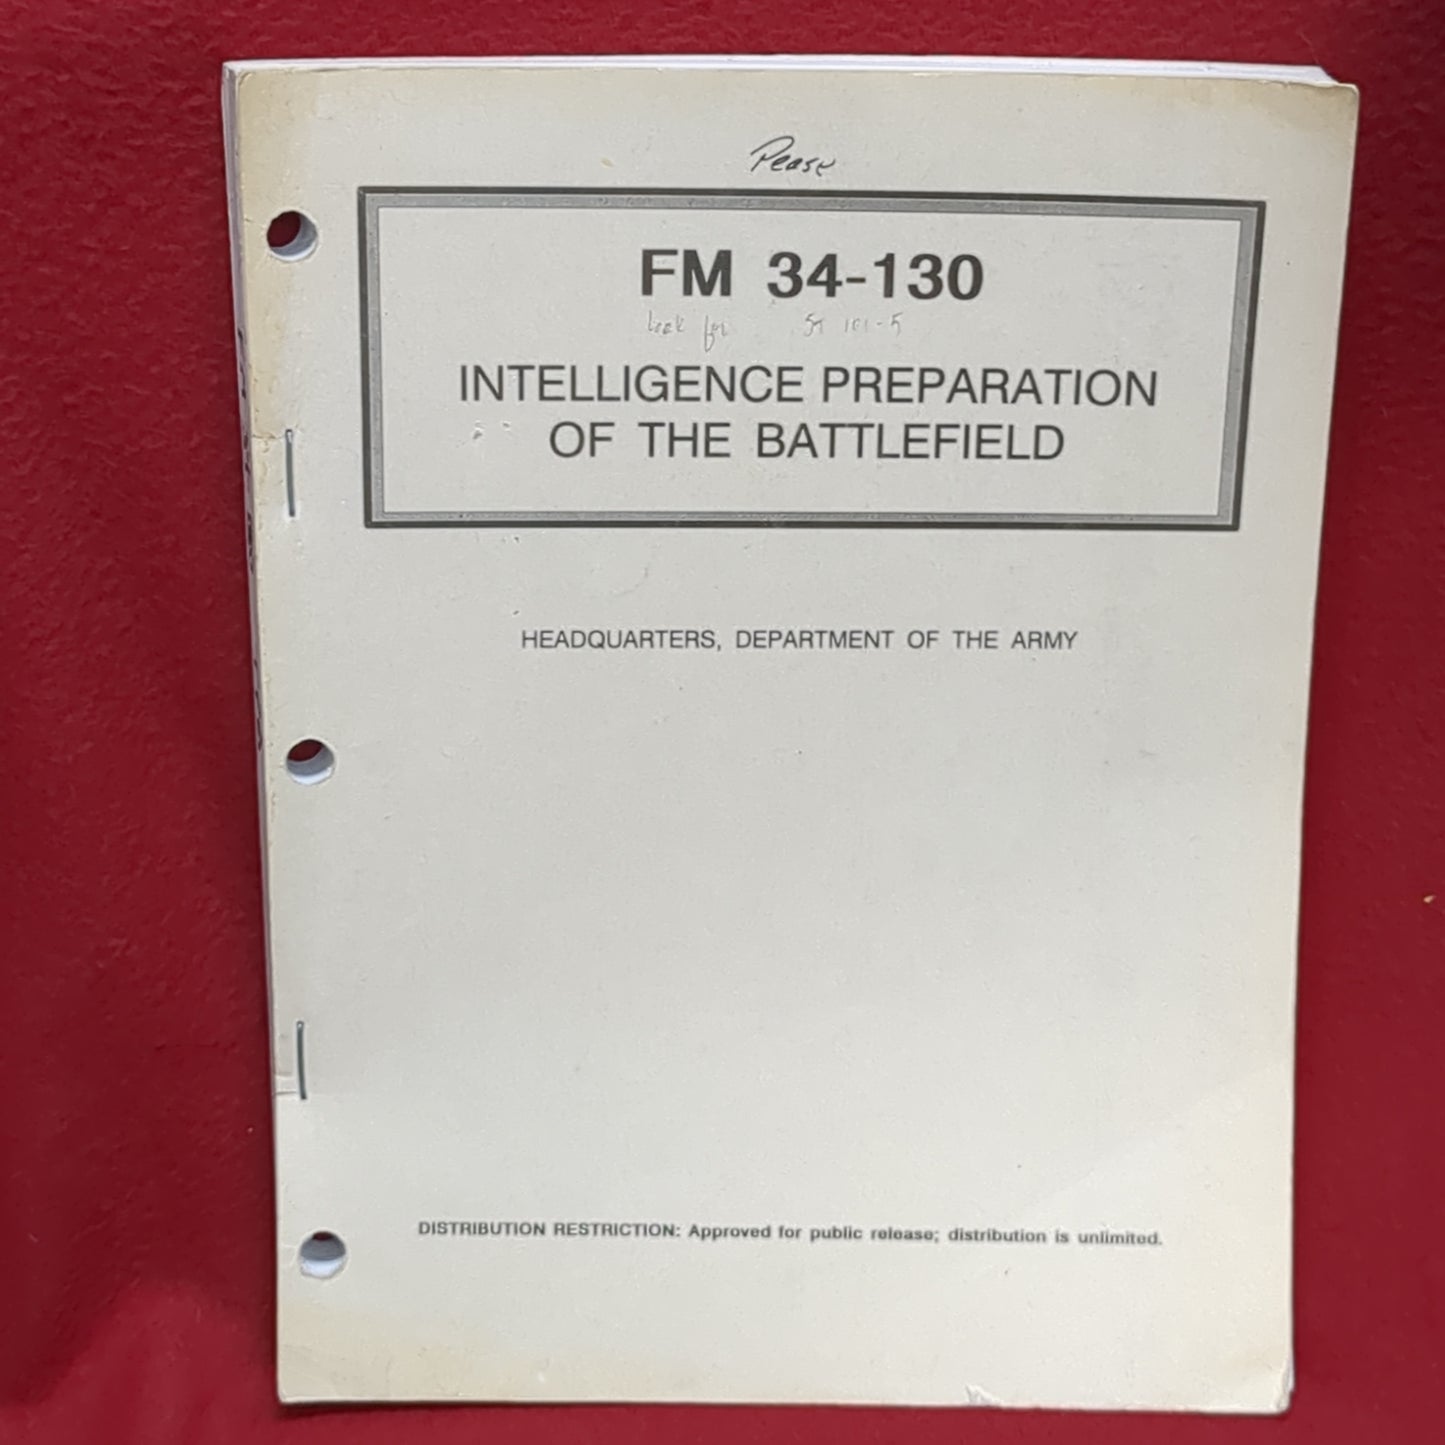 Pease
FM 34-130
look for ST 101-5
INTELLIGENCE PREPARATION
OF THE BATTLEFIELD
HEADQUARTERS, DEPARTMENT OF THE ARMY
DISTRIBUTION RESTRICTION: Approved for public release; distribution is unlimited.